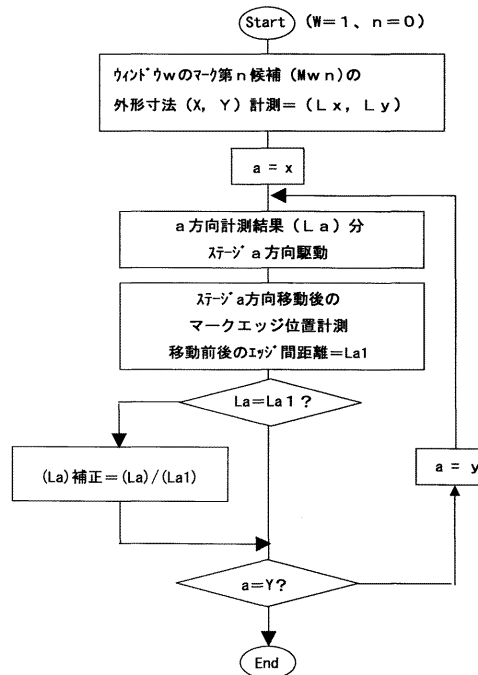 Start (W=1、n=0)
ウィンドウwのマーク第n候補(Mwn)の
外形寸法(X, Y)計測=(Lx, Ly)
a = x
a方向計測結果(La)分
ステージa方向駆動
ステージa方向移動後の
マークエッジ位置計測
移動前後のエッジ間距離=La1
La=La1?
(La)補正=(La)/(La1)
a = y
a=Y?
End